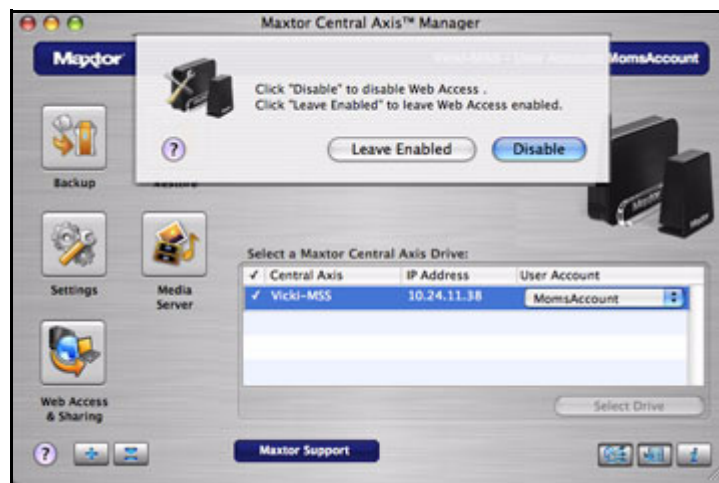 Maxtor Central Axis™ Manager
Maxtor
MomsAccount
Click "Disable" to disable Web Access .
Click "Leave Enabled" to leave Web Access enabled.
?
Leave Enabled
Disable
Backup
Restore
Maxtor
Settings
Media
Server
Select a Maxtor Central Axis Drive:
✓ Central Axis IP Address User Account
✓ Vicki-MSS 10.24.11.38 MomsAccount
Web Access
& Sharing
Select Drive
?
Maxtor Support
i